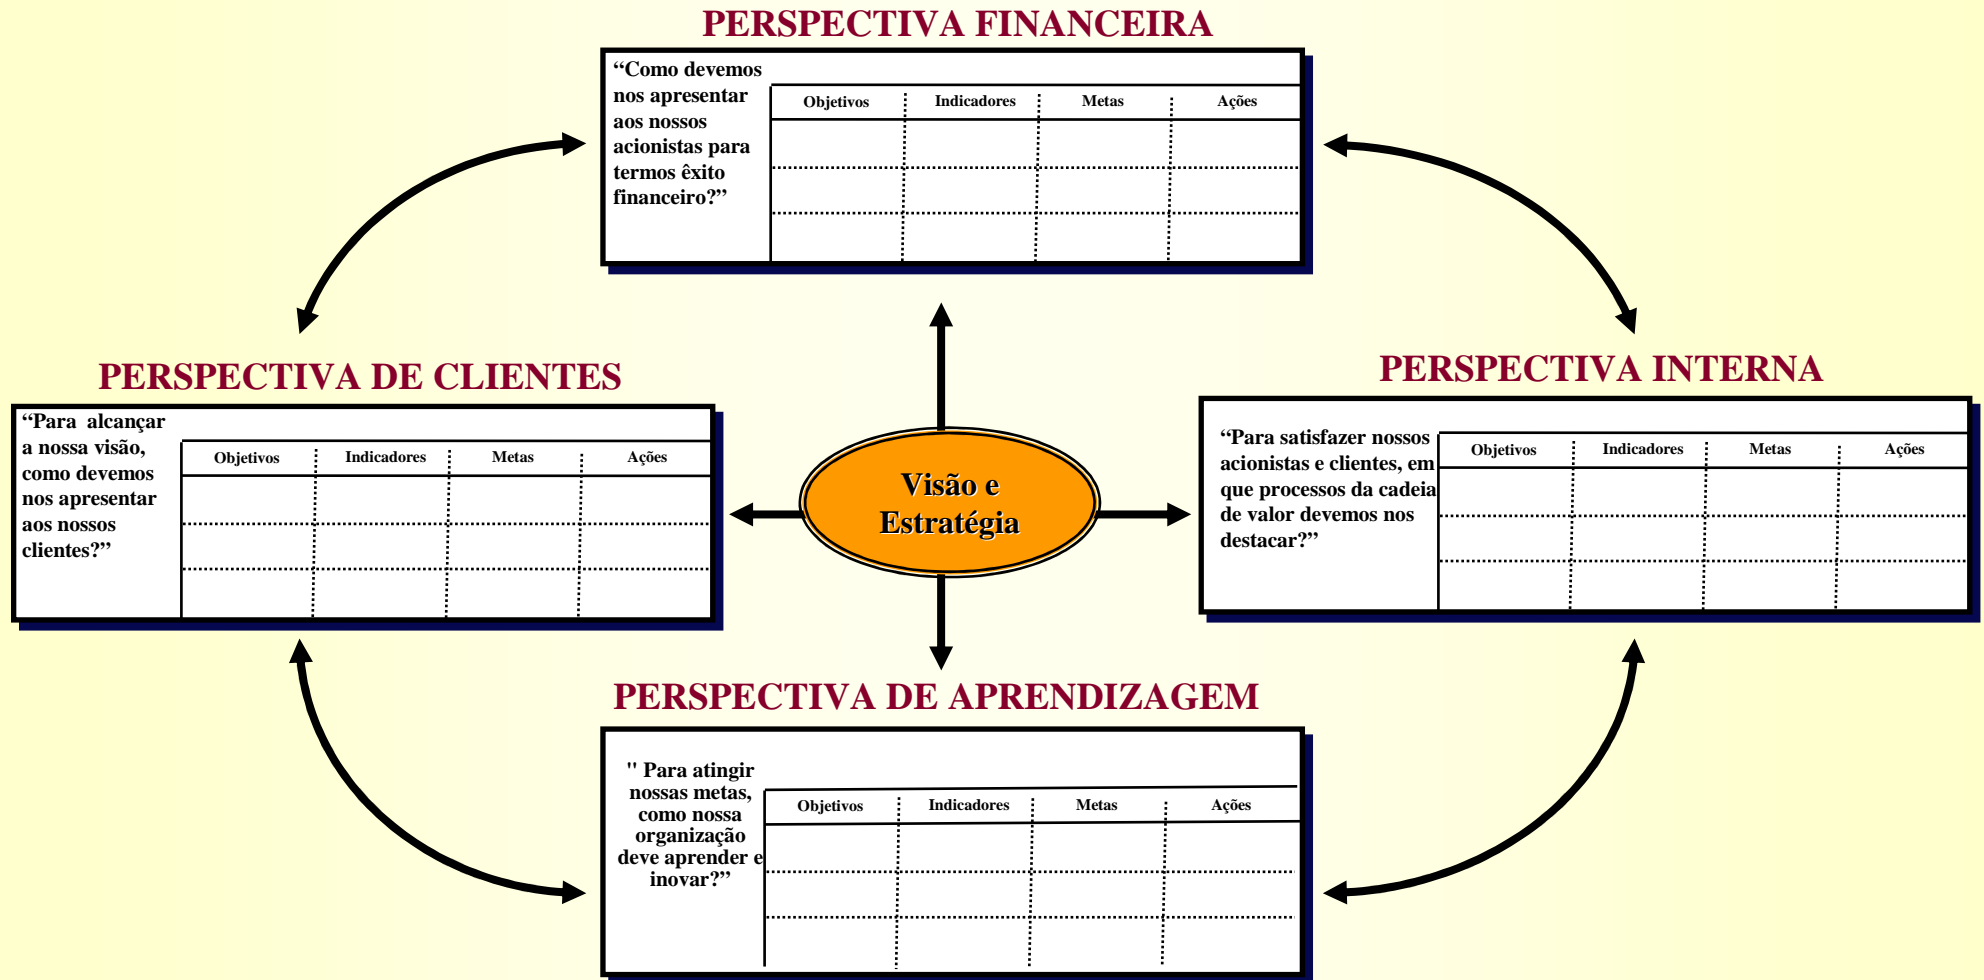 PERSPECTIVA FINANCEIRA
“Como devemos
nos apresentar
aos nossos
acionistas para
termos êxito
financeiro?”
Objetivos Indicadores Metas Ações
PERSPECTIVA DE CLIENTES
“Para alcançar
a nossa visão,
como devemos
nos apresentar
aos nossos
clientes?”
Objetivos Indicadores Metas Ações
Visão e
Estratégia
PERSPECTIVA INTERNA
“Para satisfazer nossos
acionistas e clientes, em
que processos da cadeia
de valor devemos nos
destacar?”
Objetivos Indicadores Metas Ações
PERSPECTIVA DE APRENDIZAGEM
" Para atingir
nossas metas,
como nossa
organização
deve aprender e
inovar?”
Objetivos Indicadores Metas Ações